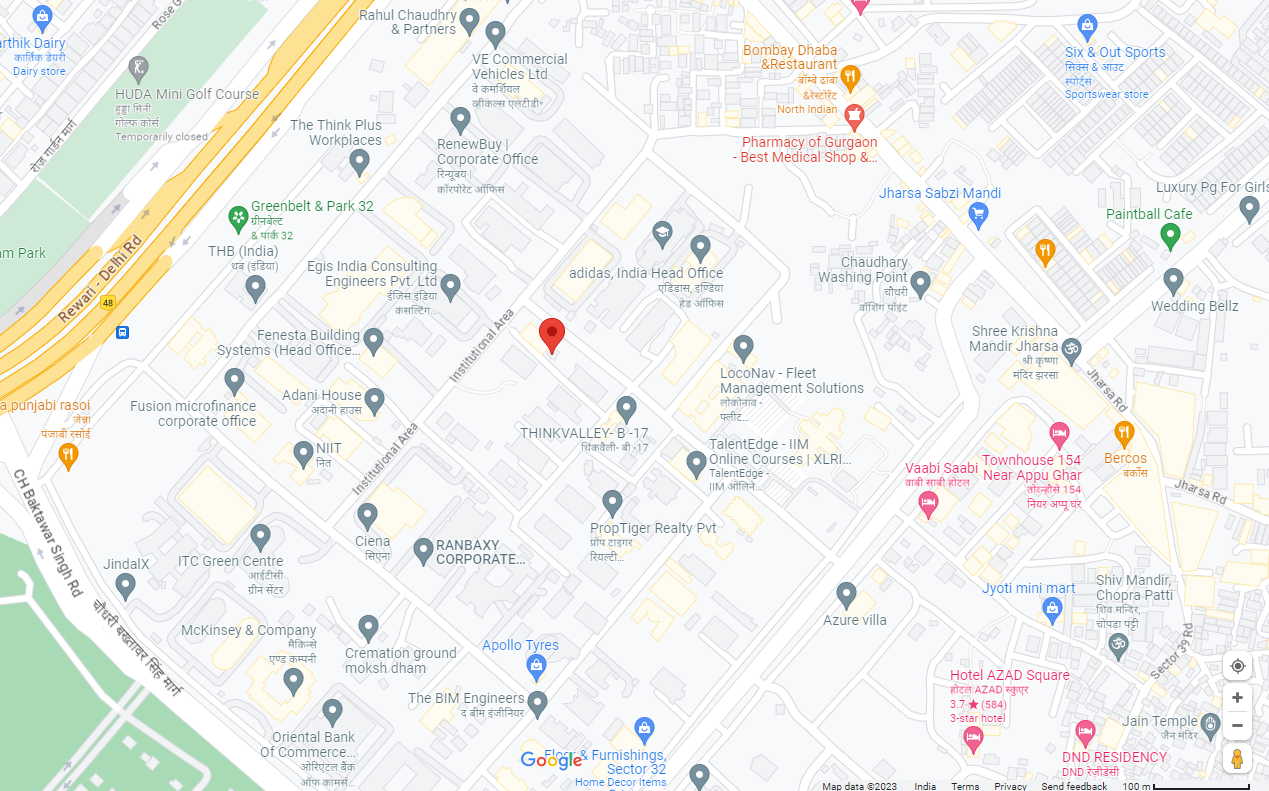 Rahul Chaudhry
& Partners
Rose G
arthik Dairy
कार्तिक डेयरी
Dairy store
VE Commercial
Vehicles Ltd
वे कमर्शियल
व्हीकल्स एलटीडी॰
Bombay Dhaba
&Restaurant
बॉम्बे ढाबा
&रेस्टोरेंट
North Indian
Six & Out Sports
सिक्स & आउट
स्पोर्ट्स
Sportswear store
HUDA Mini Golf Course
हुड्डा मिनी
गोल्फ कोर्स
Temporarily closed
रोज़ गार्डन मार्ग
The Think Plus
Workplaces
RenewBuy |
Corporate Office
रिन्यूबय |
कॉरपोरेट ऑफिस
Pharmacy of Gurgaon
- Best Medical Shop &...
Jharsa Sabzi Mandi
Luxury Pg For Girls
Paintball Cafe
Greenbelt & Park 32
ग्रीनबेल्ट
& पार्क 32
am Park
THB (India)
थब (इंडिया)
Rewari - Delhi Rd
48
Egis India Consulting
Engineers Pvt. Ltd
ईजिस इंडिया
कंसल्टिंग...
adidas, India Head Office
एडिडास, इण्डिया
हेड ऑफिस
Chaudhary
Washing Point
चौधरी
वॉशिंग पॉइंट
Wedding Bellz
Fenesta Building
Systems (Head Office...
Institutional Area
Shree Krishna
Mandir Jharsa
श्री कृष्णा
मंदिर झरसा
Jharsa Rd
LocoNav - Fleet
Management Solutions
लोकोनाव -
फ्लीट...
Adani House
अदानी हाउस
Fusion microfinance
corporate office
a punjabi rasoi
पंजाबी रसोई
THINKVALLEY- B -17
थिंकवैली- बी -17
NIIT
नित
Institutional Area
TalentEdge - IIM
Online Courses | XLRI...
TalentEdge -
IIM ओलिने...
Vaabi Saabi
वाबी साबी होटल
Townhouse 154
Near Appu Ghar
तोव्न्हौसे 154
नियर अप्पू घर
Bercos
बर्कोस
Jharsa Rd
CH Baktawar Singh Rd
PropTiger Realty Pvt
प्रोप टाइगर
रियल्टी...
Ciena
सिएना
RANBAXY
CORPORATE...
ITC Green Centre
आईटीसी
ग्रीन सेंटर
JindalX
चौधरी बख्तावर सिंह मार्ग
Jyoti mini mart
Shiv Mandir,
Chopra Patti
शिव मन्दिर,
चोपड़ा पट्टी
Azure villa
McKinsey & Company
मैकिन्से
एण्ड कम्पनी
Cremation ground
moksh dham
Apollo Tyres
Sector 39 Rd
Hotel AZAD Square
होटल AZAD स्कुएर
3.7 ★ (584)
3-star hotel
The BIM Engineers
द बीम इंजीनियर
Oriental Bank
Of Commerce...
ओरिएंटल बैंक
ऑफ कामर्स...
Jain Temple
जैन मंदिर
Floor & Furnishings,
Sector 32
Home Decor Items
DND RESIDENCY
DND रेज़ीडेंसी
Google
Map data ©2023 India Terms Privacy Send feedback 100 m